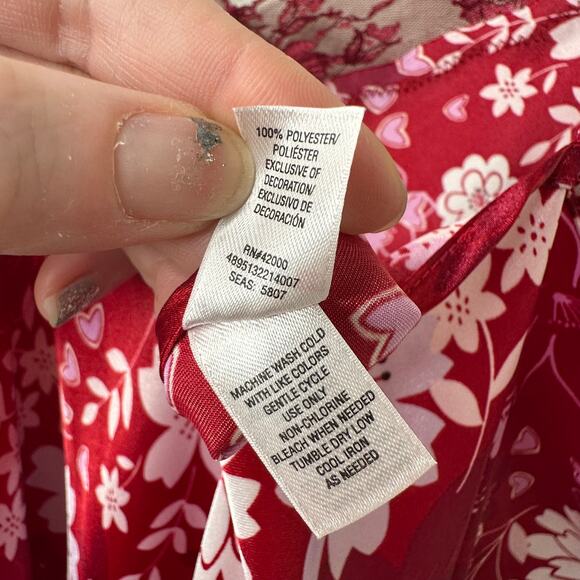 100% POLYESTER/
POLIÉSTER
EXCLUSIVE OF
DECORATION/
EXCLUSIVO DE
DECORACIÓN
RN#42000
4895132214007
SEAS: 5807
MACHINE WASH COLD
WITH LIKE COLORS
GENTLE CYCLE
USE ONLY
NON-CHLORINE
BLEACH WHEN NEEDED
TUMBLE DRY LOW
COOL IRON
AS NEEDED